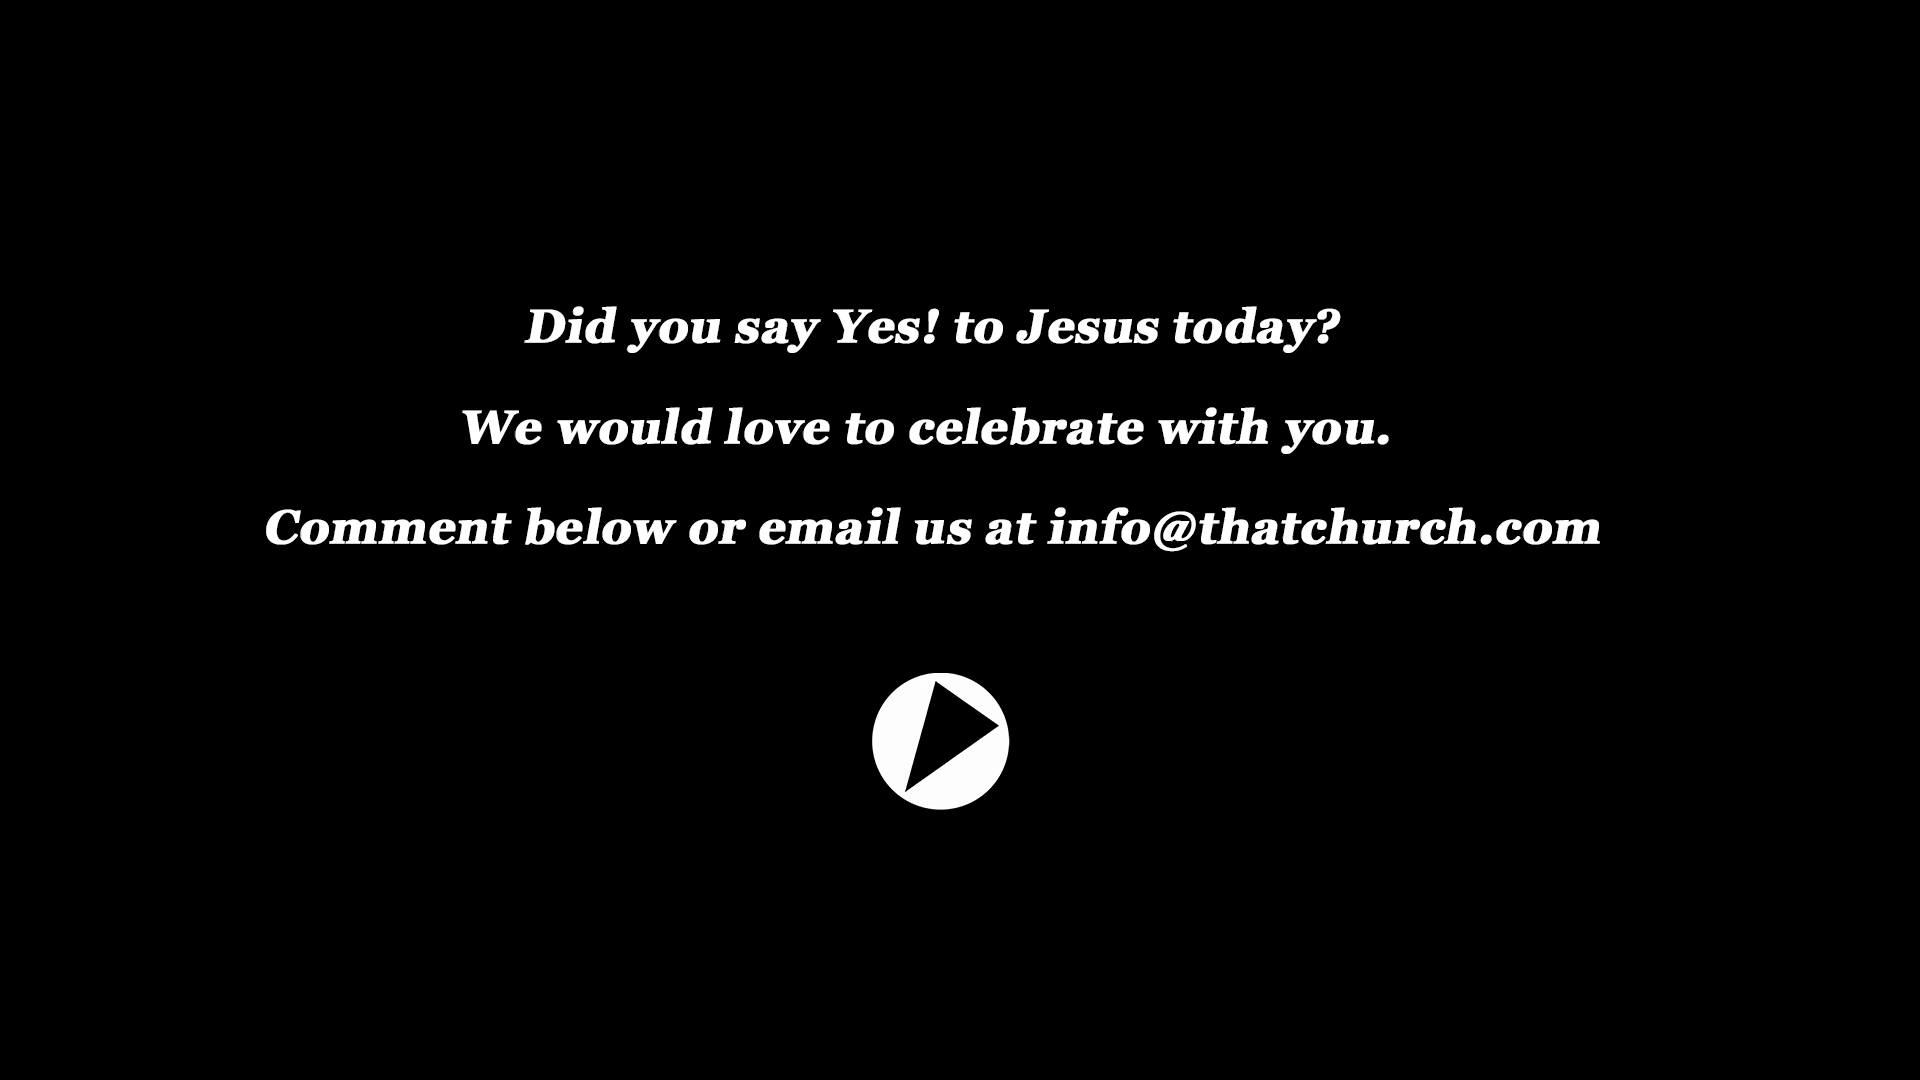 Did you say Yes! to Jesus today?
We would love to celebrate with you.
Comment below or email us at info@thatchurch.com